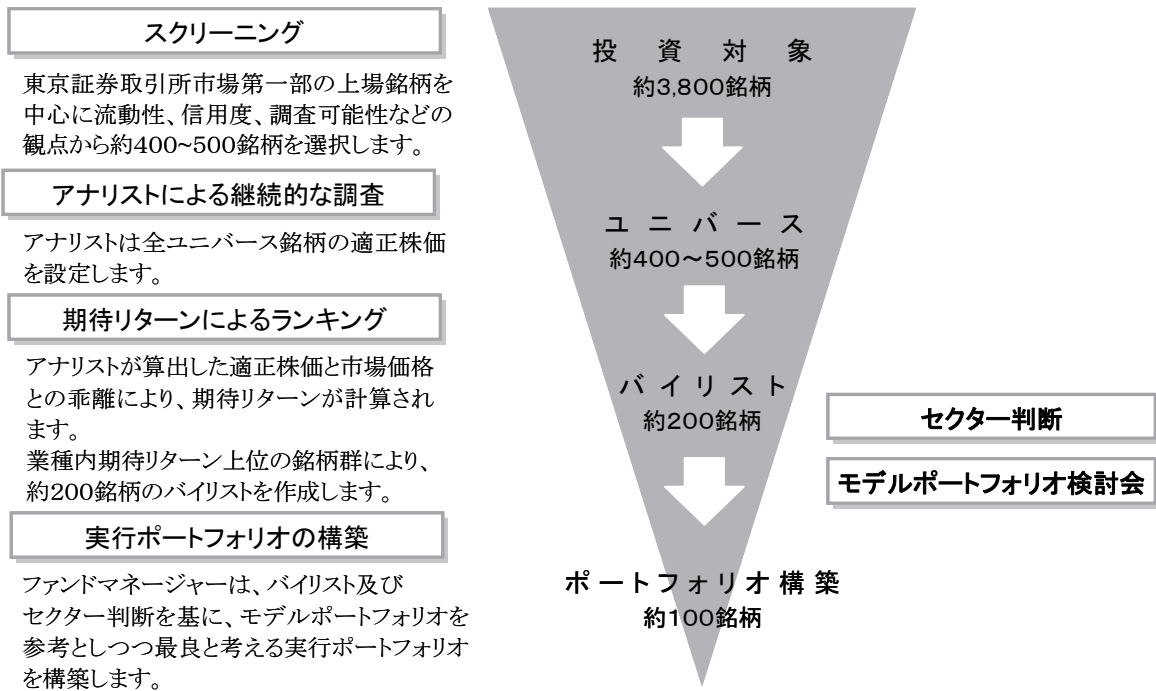 スクリーニング
東京証券取引所市場第一部の上場銘柄を
中心に流動性、信用度、調査可能性などの
観点から約400~500銘柄を選択します。
アナリストによる継続的な調査
アナリストは全ユニバース銘柄の適正株価
を設定します。
期待リターンによるランキング
アナリストが算出した適正株価と市場価格
との乖離により、期待リターンが計算され
ます。
業種内期待リターン上位の銘柄群により、
約200銘柄のバイリストを作成します。
実行ポートフォリオの構築
ファンドマネージャーは、バイリスト及び
セクター判断を基に、モデルポートフォリオを
参考としつつ最良と考える実行ポートフォリオ
を構築します。
投資対象
約3,800銘柄
ユニバース
約400～500銘柄
バイリスト
約200銘柄
ポートフォリオ構築
約100銘柄
セクター判断
モデルポートフォリオ検討会